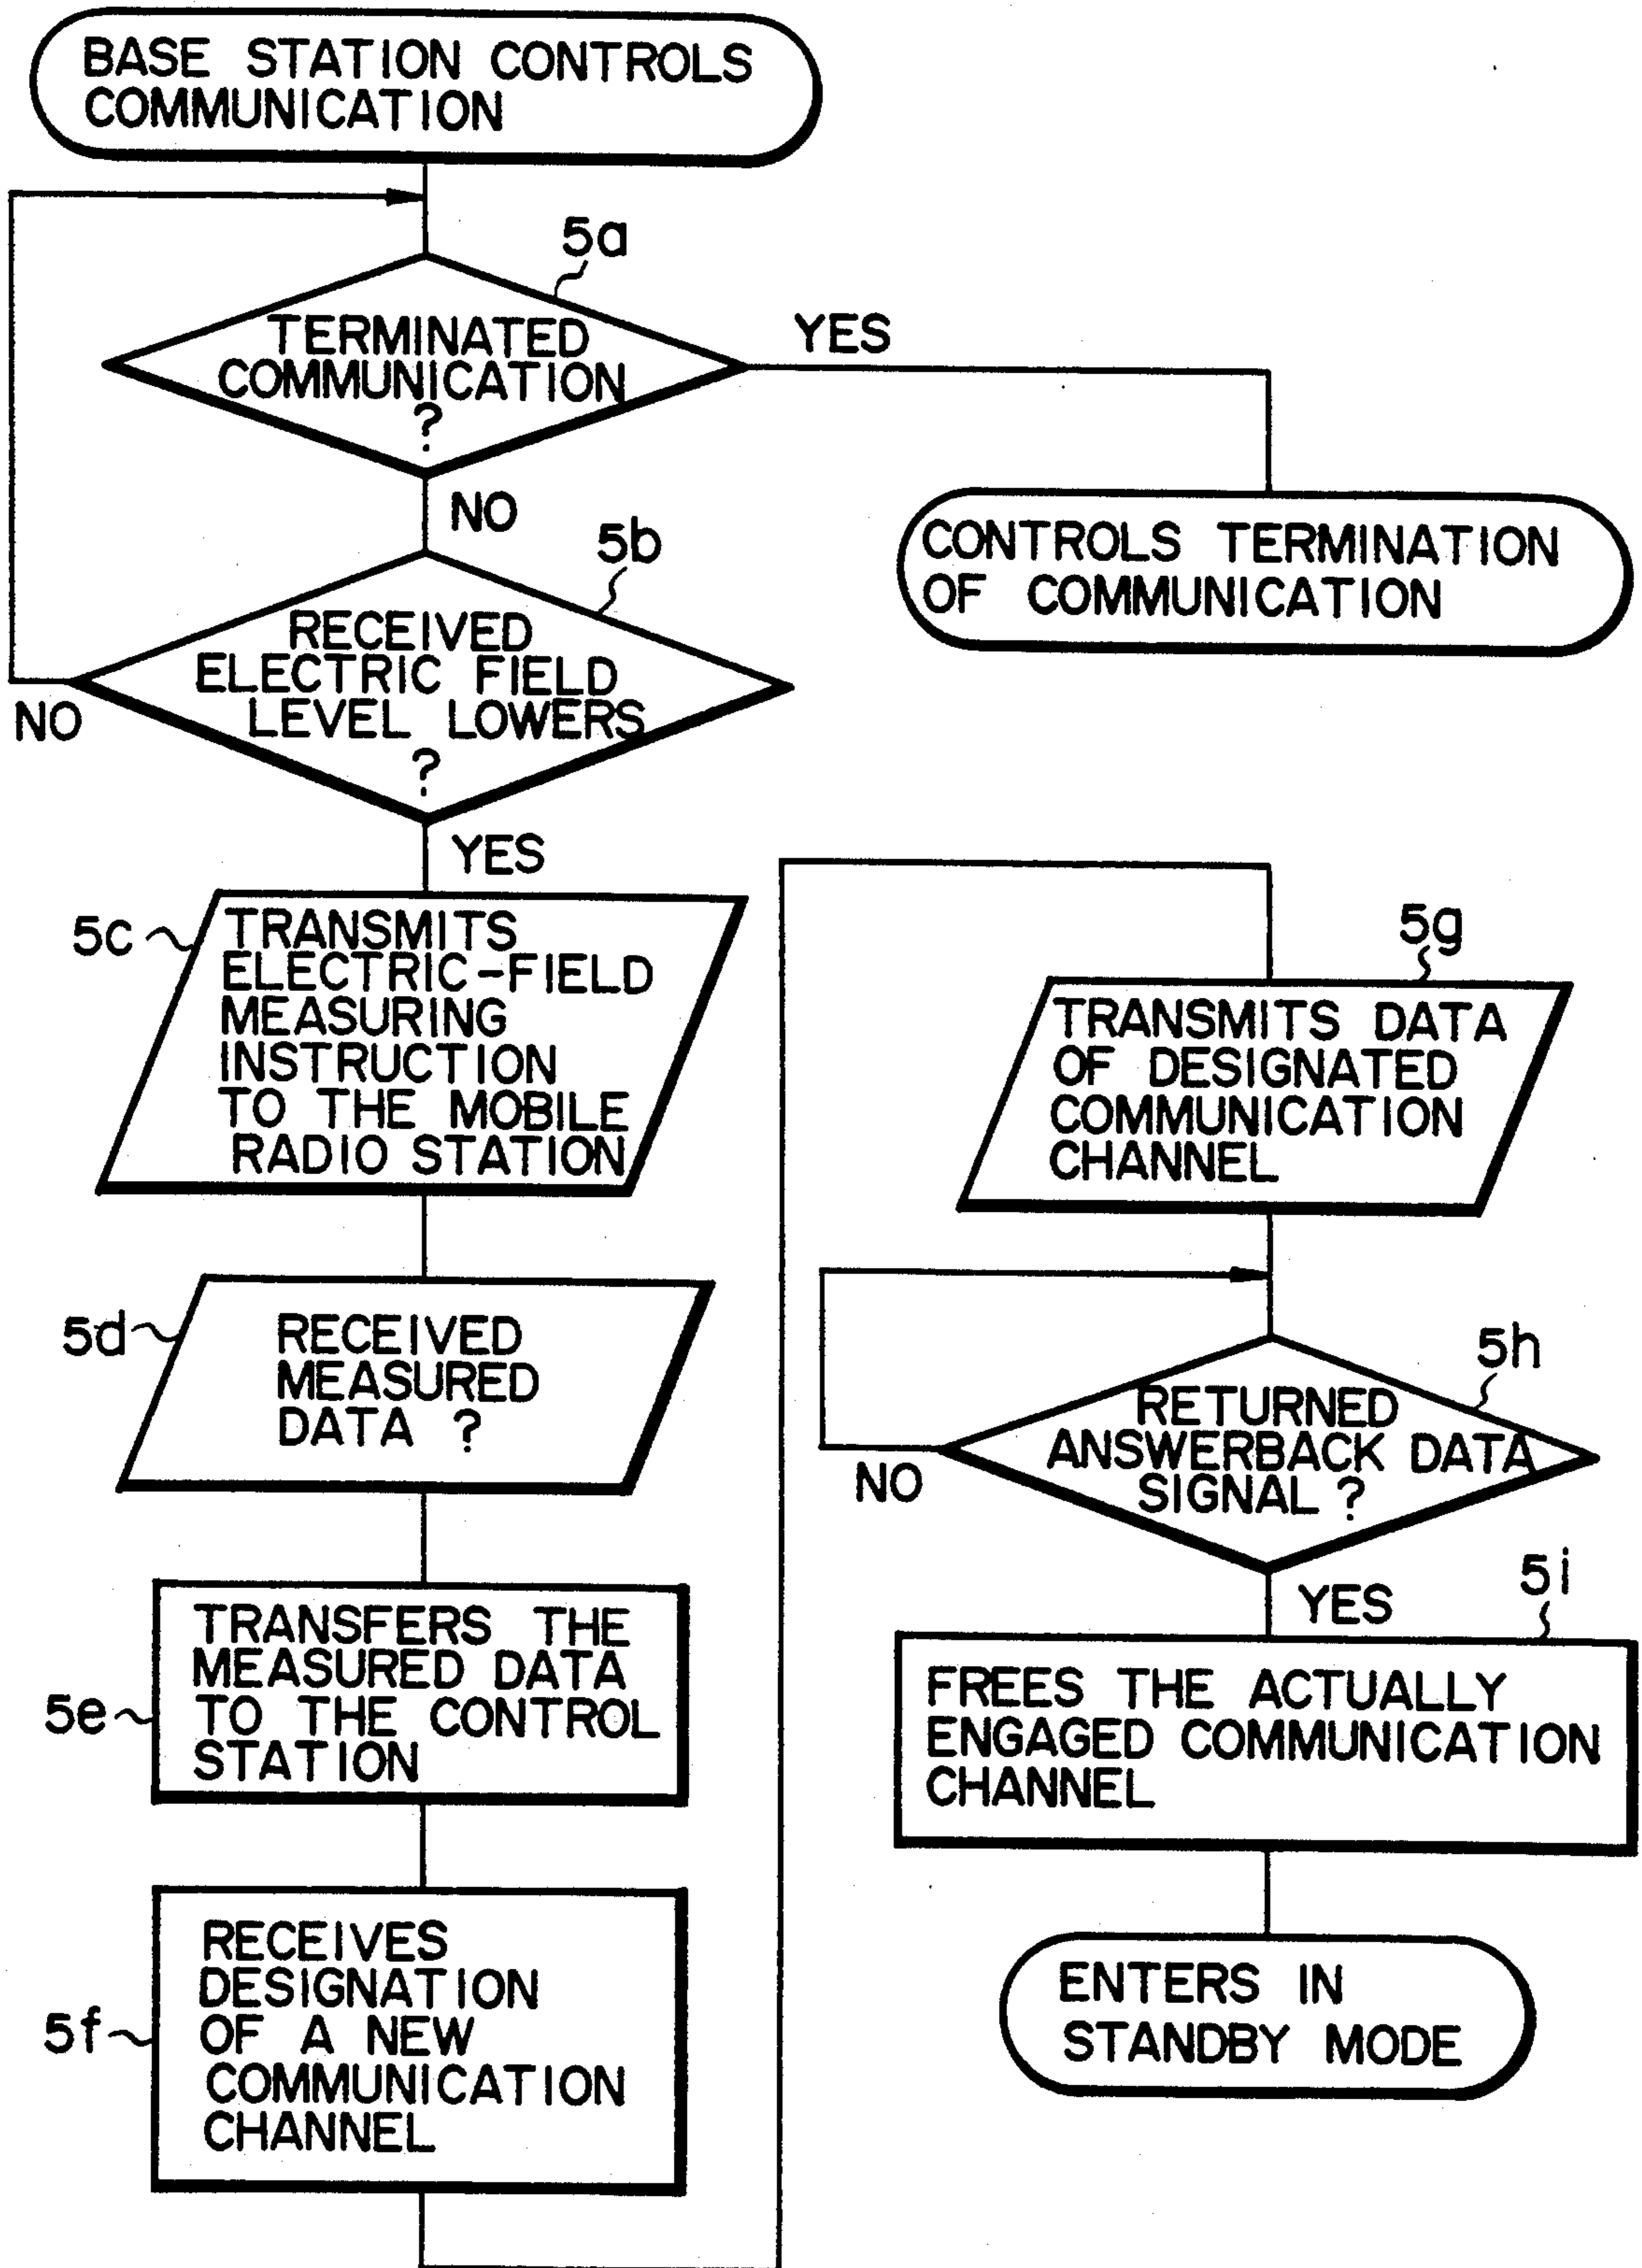 BASE STATION CONTROLS
COMMUNICATION
5a
TERMINATED
COMMUNICATION
?
YES
NO
CONTROLS TERMINATION
OF COMMUNICATION
5b
RECEIVED
ELECTRIC FIELD
LEVEL LOWERS
?
NO
YES
5c
TRANSMITS
ELECTRIC-FIELD
MEASURING
INSTRUCTION
TO THE MOBILE
RADIO STATION
5d
RECEIVED
MEASURED
DATA ?
5e
TRANSFERS THE
MEASURED DATA
TO THE CONTROL
STATION
5f
RECEIVES
DESIGNATION
OF A NEW
COMMUNICATION
CHANNEL
5g
TRANSMITS DATA
OF DESIGNATED
COMMUNICATION
CHANNEL
5h
RETURNED
ANSWERBACK DATA
SIGNAL ?
NO
YES
5i
FREES THE ACTUALLY
ENGAGED COMMUNICATION
CHANNEL
ENTERS IN
STANDBY MODE